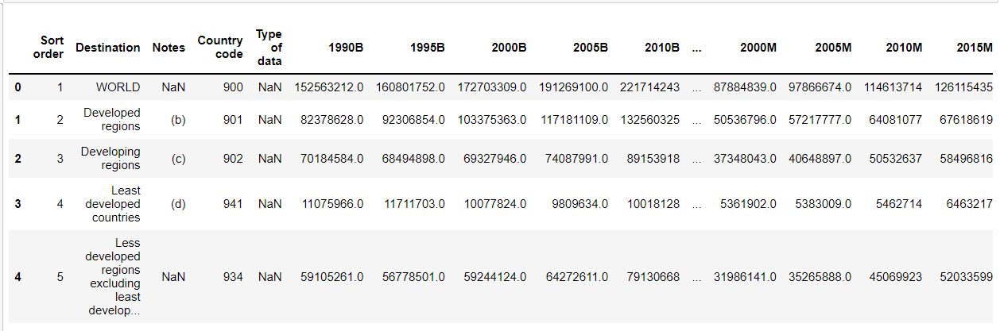 Sort order Destination Notes Country code Type of data 1990B 1995B 2000B 2005B 2010B ... 2000M 2005M 2010M 2015M
0 1 WORLD NaN 900 NaN 152563212.0 160801752.0 172703309.0 191269100.0 221714243 ... 87884839.0 97866674.0 114613714 126115435
1 2 Developed regions (b) 901 NaN 82378628.0 92306854.0 103375363.0 117181109.0 132560325 ... 50536796.0 57217777.0 64081077 67618619
2 3 Developing regions (c) 902 NaN 70184584.0 68494898.0 69327946.0 74087991.0 89153918 ... 37348043.0 40648897.0 50532637 58496816
3 4 Least developed countries (d) 941 NaN 11075966.0 11711703.0 10077824.0 9809634.0 10018128 ... 5361902.0 5383009.0 5462714 6463217
4 5 Less developed regions excluding least develop... NaN 934 NaN 59105261.0 56778501.0 59244124.0 64272611.0 79130668 ... 31986141.0 35265888.0 45069923 52033599